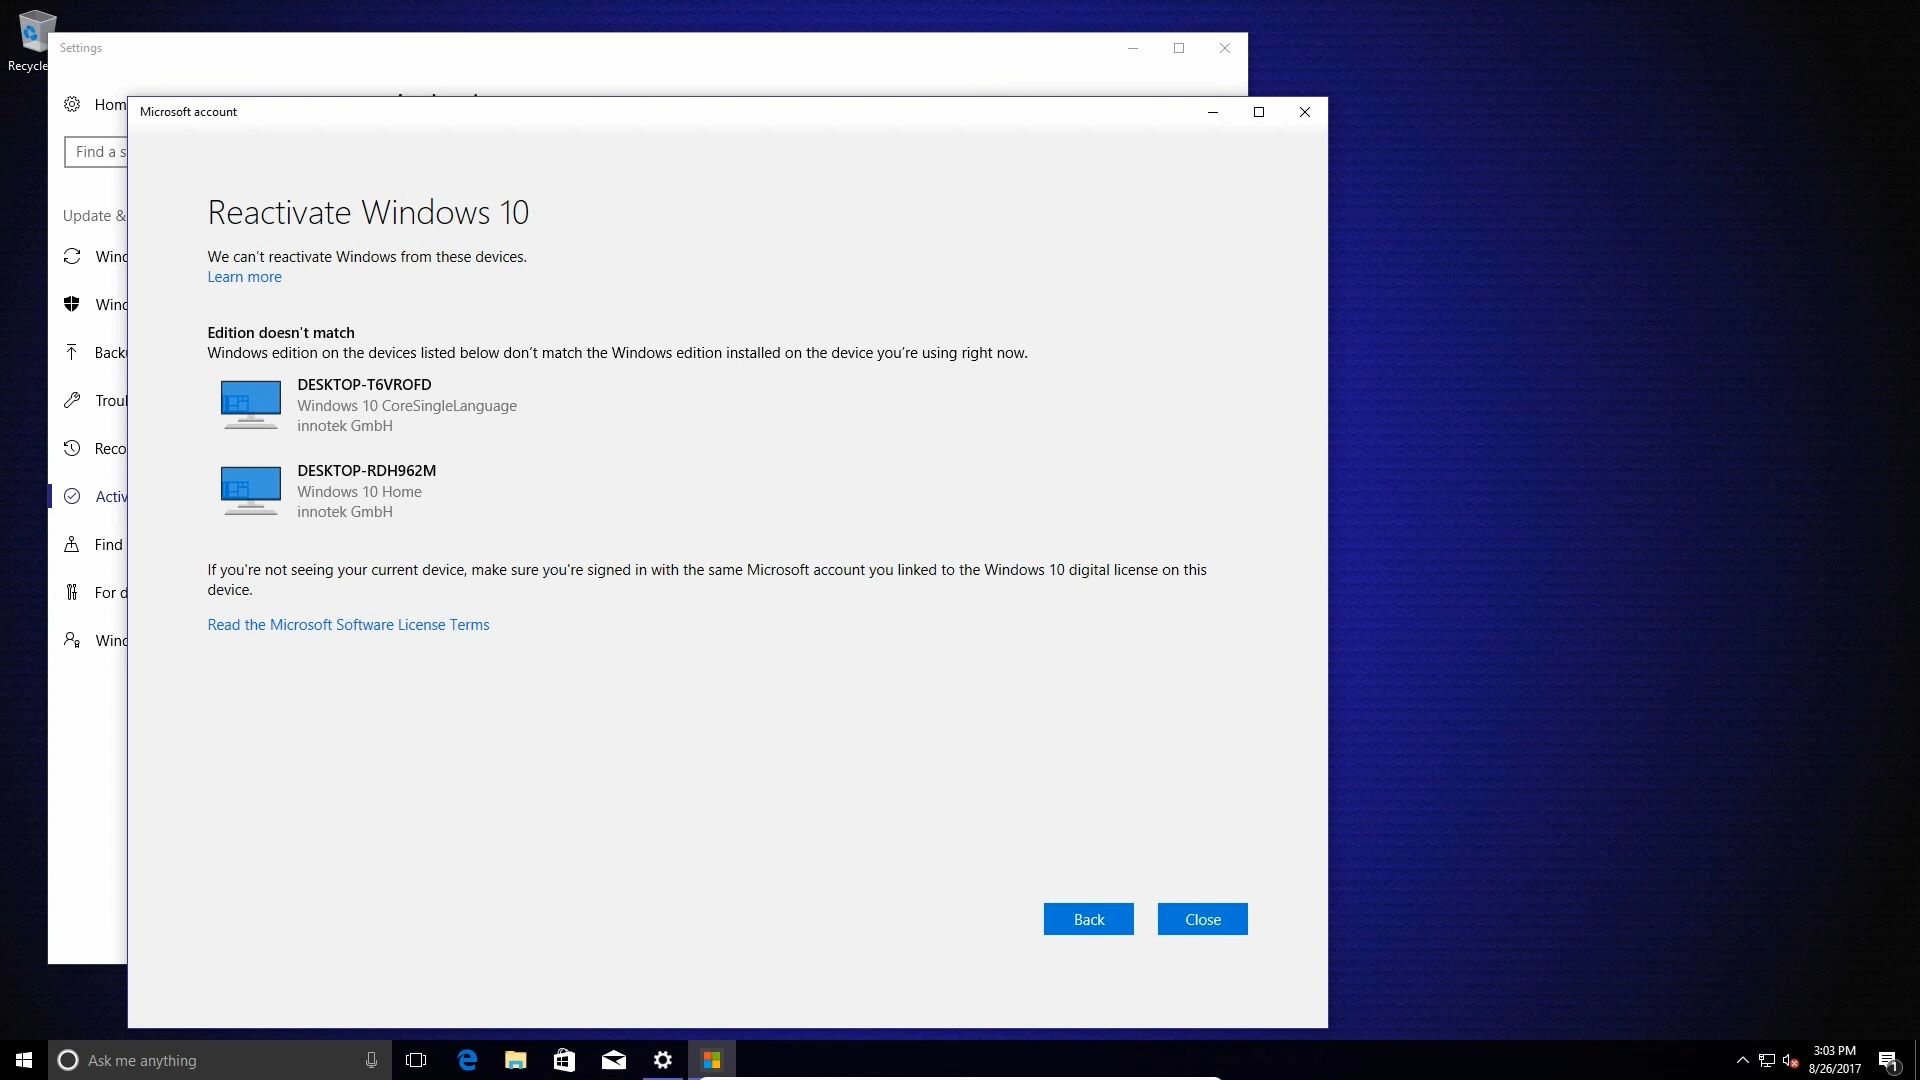 Recycle
Settings
Hom
Find a s
Update &
Wind
Wind
Back
Troul
Reco
Activ
Find
For d
Wind
Microsoft account
Reactivate Windows 10
We can’t reactivate Windows from these devices.
Learn more
Edition doesn't match
Windows edition on the devices listed below don’t match the Windows edition installed on the device you’re using right now.
DESKTOP-T6VROFD
Windows 10 CoreSingleLanguage
innotek GmbH
DESKTOP-RDH962M
Windows 10 Home
innotek GmbH
If you're not seeing your current device, make sure you're signed in with the same Microsoft account you linked to the Windows 10 digital license on this
device.
Read the Microsoft Software License Terms
Back
Close
Ask me anything
3:03 PM
8/26/2017
1